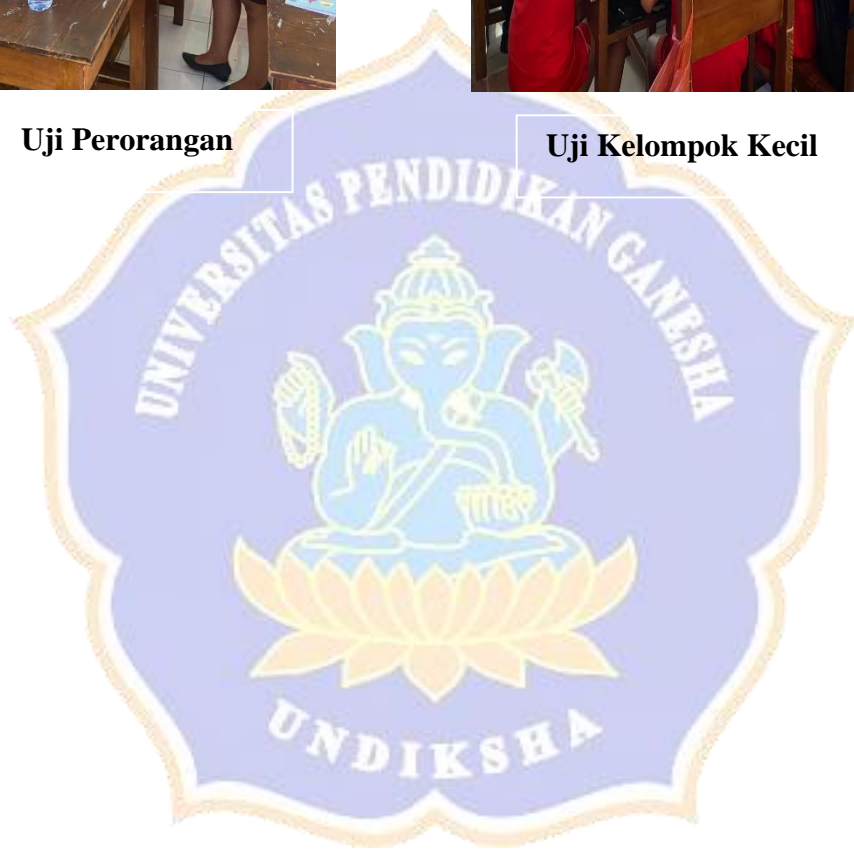 Uji Perorangan
Uji Kelompok Kecil
UNIVERSITAS PENDIDIKAN GANESHA
UNDIKSHA